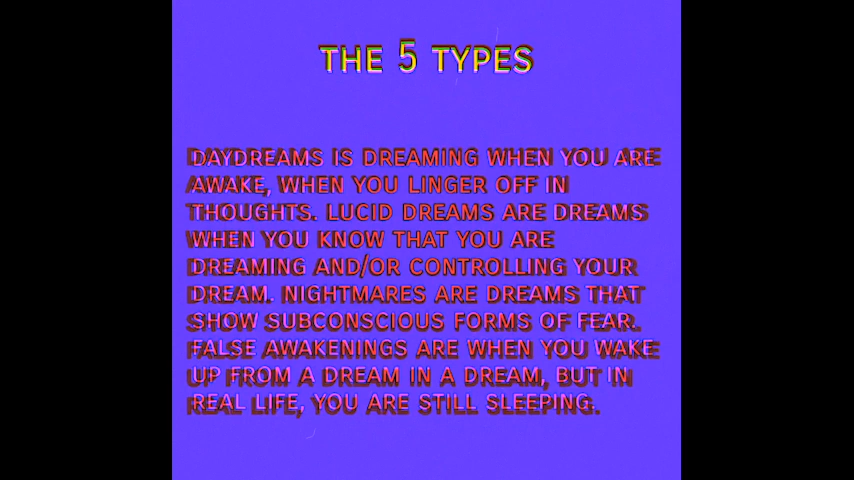 THE 5 TYPES
DAYDREAMS IS DREAMING WHEN YOU ARE
AWAKE, WHEN YOU LINGER OFF IN
THOUGHTS. LUCID DREAMS ARE DREAMS
WHEN YOU KNOW THAT YOU ARE
DREAMING AND/OR CONTROLLING YOUR
DREAM. NIGHTMARES ARE DREAMS THAT
SHOW SUBCONSCIOUS FORMS OF FEAR.
FALSE AWAKENINGS ARE WHEN YOU WAKE
UP FROM A DREAM IN A DREAM, BUT IN
REAL LIFE, YOU ARE STILL SLEEPING.